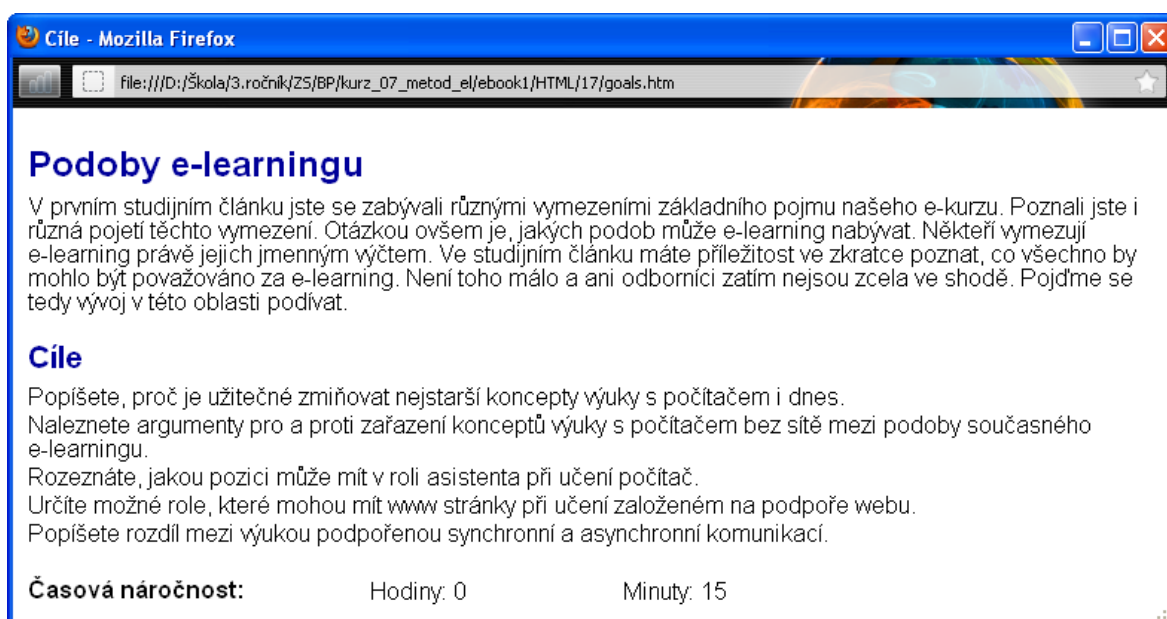 Cíle - Mozilla Firefox
file:///D:/Škola/3.ročník/ZS/BP/kurz_07_metod_el/ebook1/HTML/17/goals.htm
Podoby e-learningu
V prvním studijním článku jste se zabývali různými vymezeními základního pojmu našeho e-kurzu. Poznali jste i
různá pojetí těchto vymezení. Otázkou ovšem je, jakých podob může e-learning nabývat. Někteří vymezují
e-learning právě jejich jmenným výčtem. Ve studijním článku máte příležitost ve zkratce poznat, co všechno by
mohlo být považováno za e-learning. Není toho málo a ani odborníci zatím nejsou zcela ve shodě. Pojďme se
tedy vývoj v této oblasti podívat.
Cíle
Popíšete, proč je užitečné zmiňovat nejstarší koncepty výuky s počítačem i dnes.
Naleznete argumenty pro a proti zařazení konceptů výuky s počítačem bez sítě mezi podoby současného
e-learningu.
Rozeznáte, jakou pozici může mít v roli asistenta při učení počítač.
Určíte možné role, které mohou mít www stránky při učení založeném na podpoře webu.
Popíšete rozdíl mezi výukou podpořenou synchronní a asynchronní komunikací.
Časová náročnost: Hodiny: 0 Minuty: 15